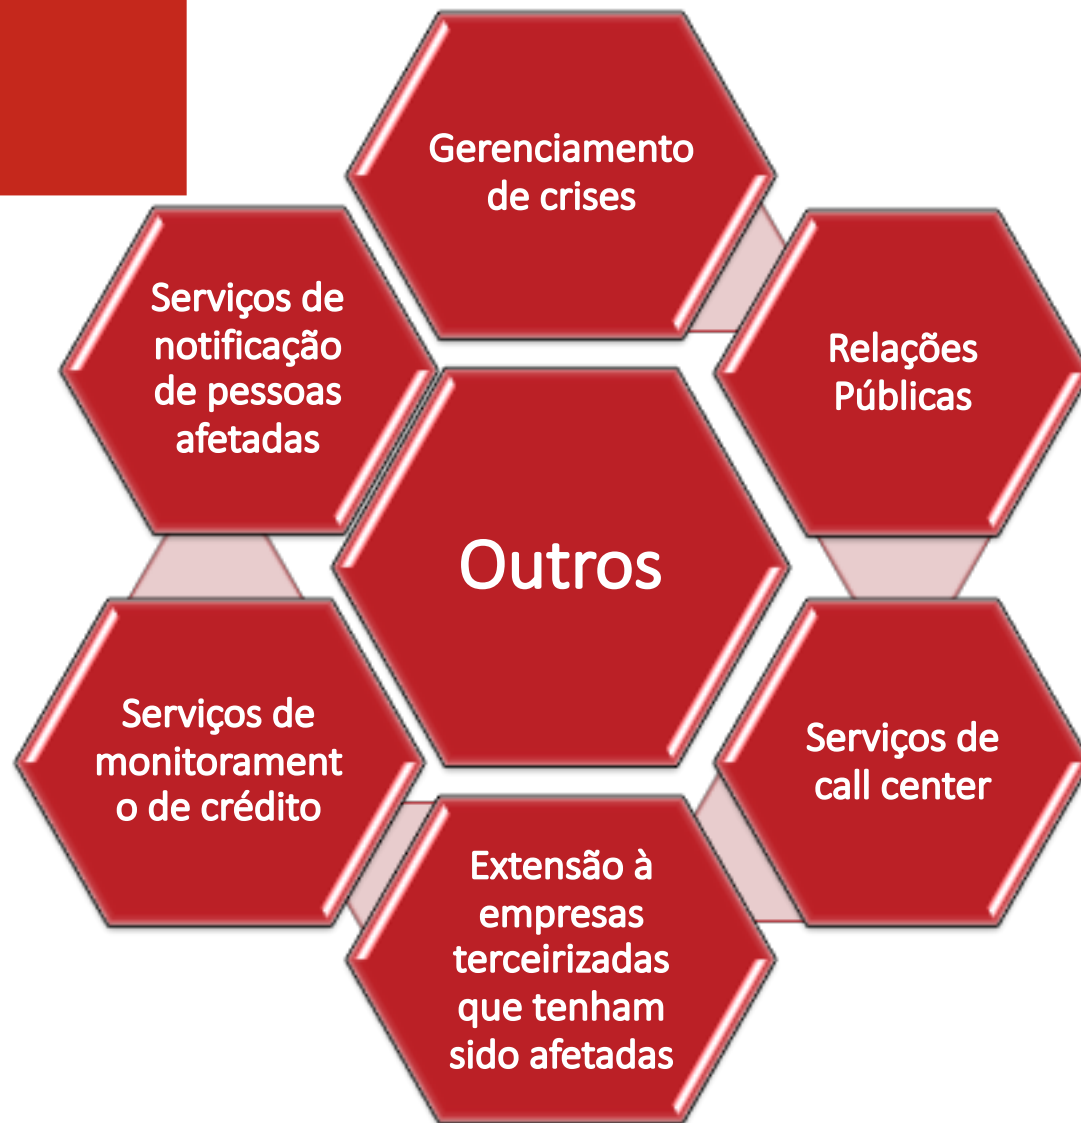 Gerenciamento
de crises
Relações
Públicas
Serviços de
call center
Extensão à
empresas
terceirizadas
que tenham
sido afetadas
Serviços de
monitorament
o de crédito
Serviços de
notificação
de pessoas
afetadas
Outros